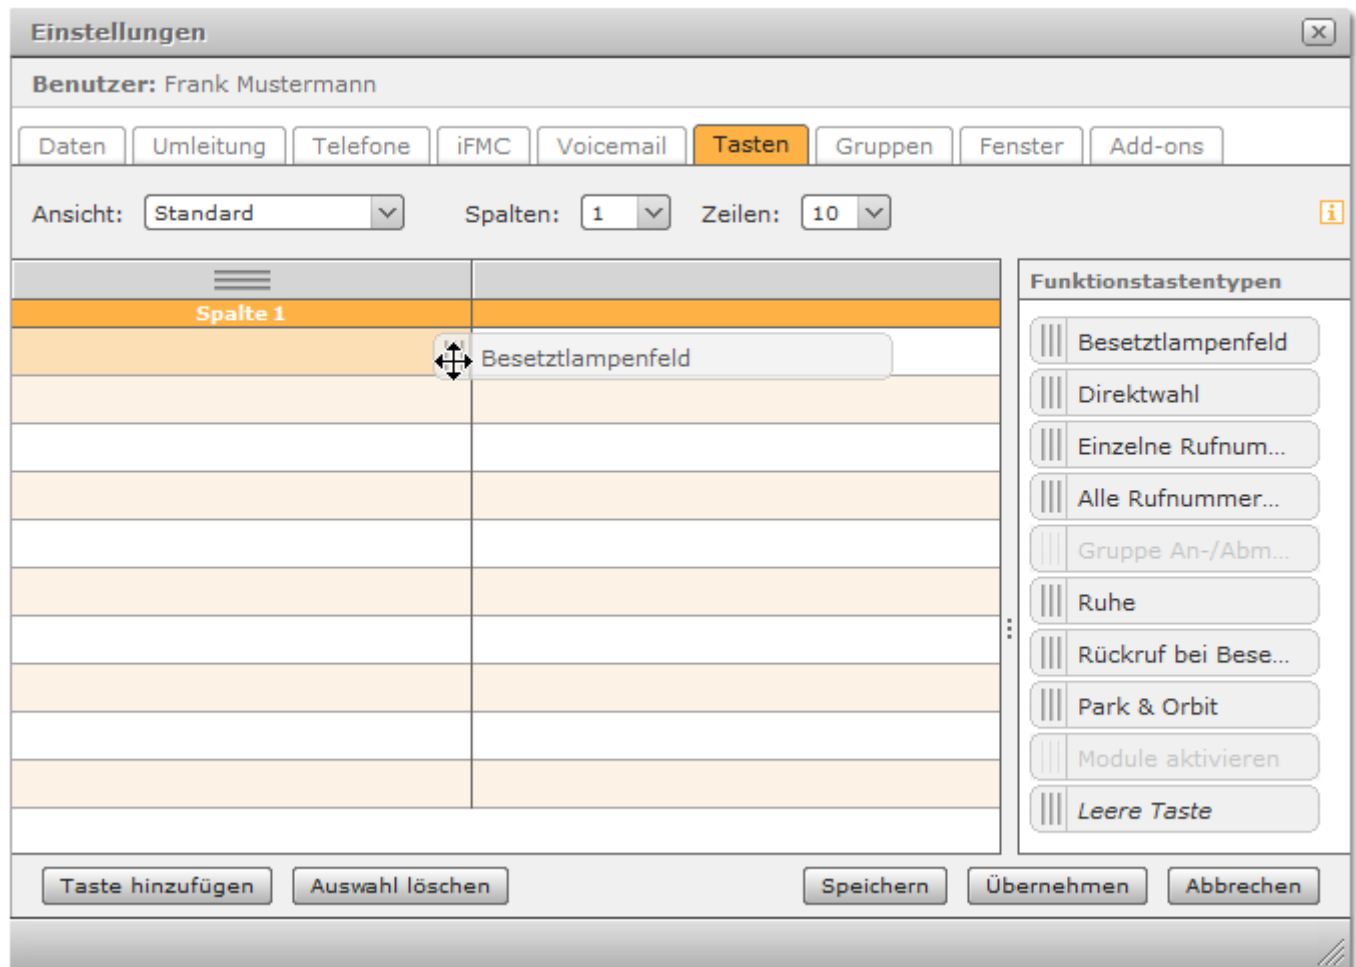 Einstellungen
Benutzer: Frank Mustermann
Daten Umleitung Telefone iFMC Voicemail Tasten Gruppen Fenster Add-ons
Ansicht: Standard Spalten: 1 Zeilen: 10
Spalte 1
Besetztlampenfeld
Funktionstastentypen
Besetztlampenfeld
Direktwahl
Einzelne Rufnum...
Alle Rufnummer...
Gruppe An-/Abm...
Ruhe
Rückruf bei Bese...
Park & Orbit
Module aktivieren
Leere Taste
Taste hinzufügen Auswahl löschen Speichern Übernehmen Abbrechen